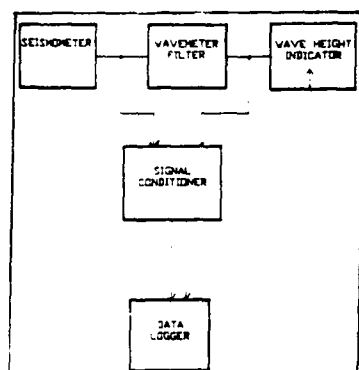 SEISMOMETER
WAVEMETER
FILTER
WAVE HEIGHT
INDICATOR
SIGNAL
CONDITIONER
DATA
LOGGER